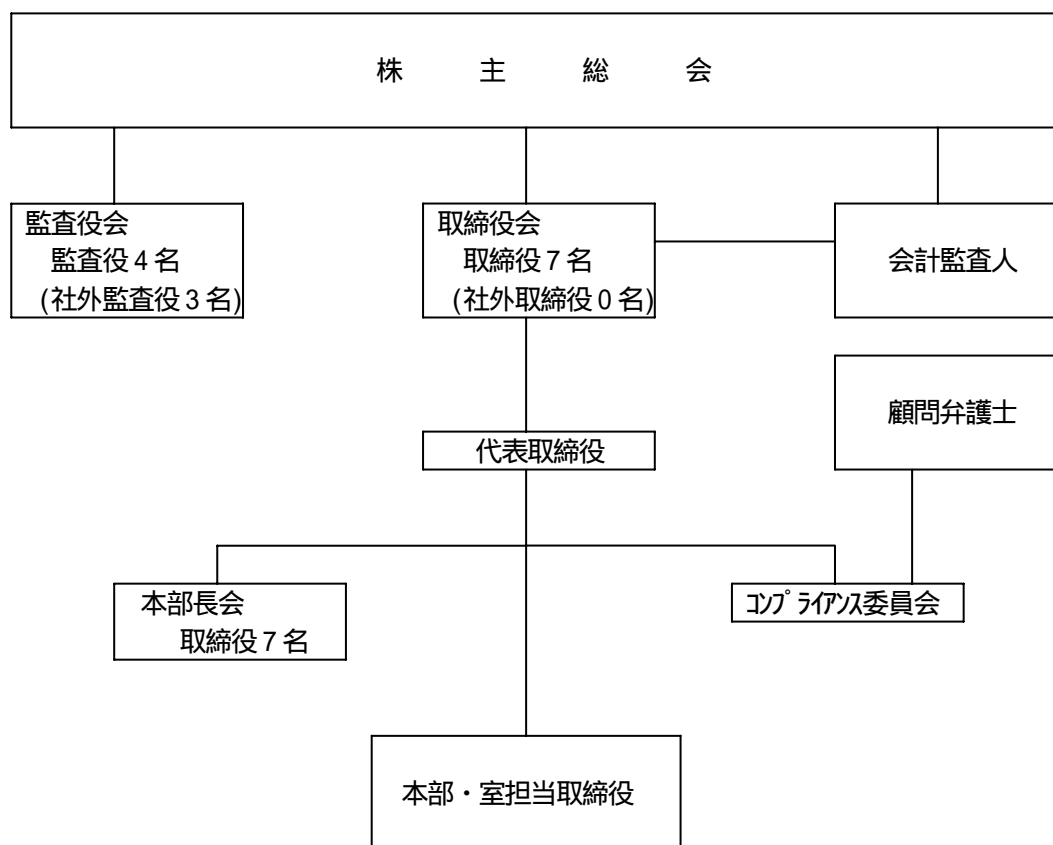 株主総会
監査役会
監査役4名
(社外監査役3名)
取締役会
取締役7名
(社外取締役0名)
会計監査人
顧問弁護士
代表取締役
本部長会
取締役7名
コンプライアンス委員会
本部・室担当取締役